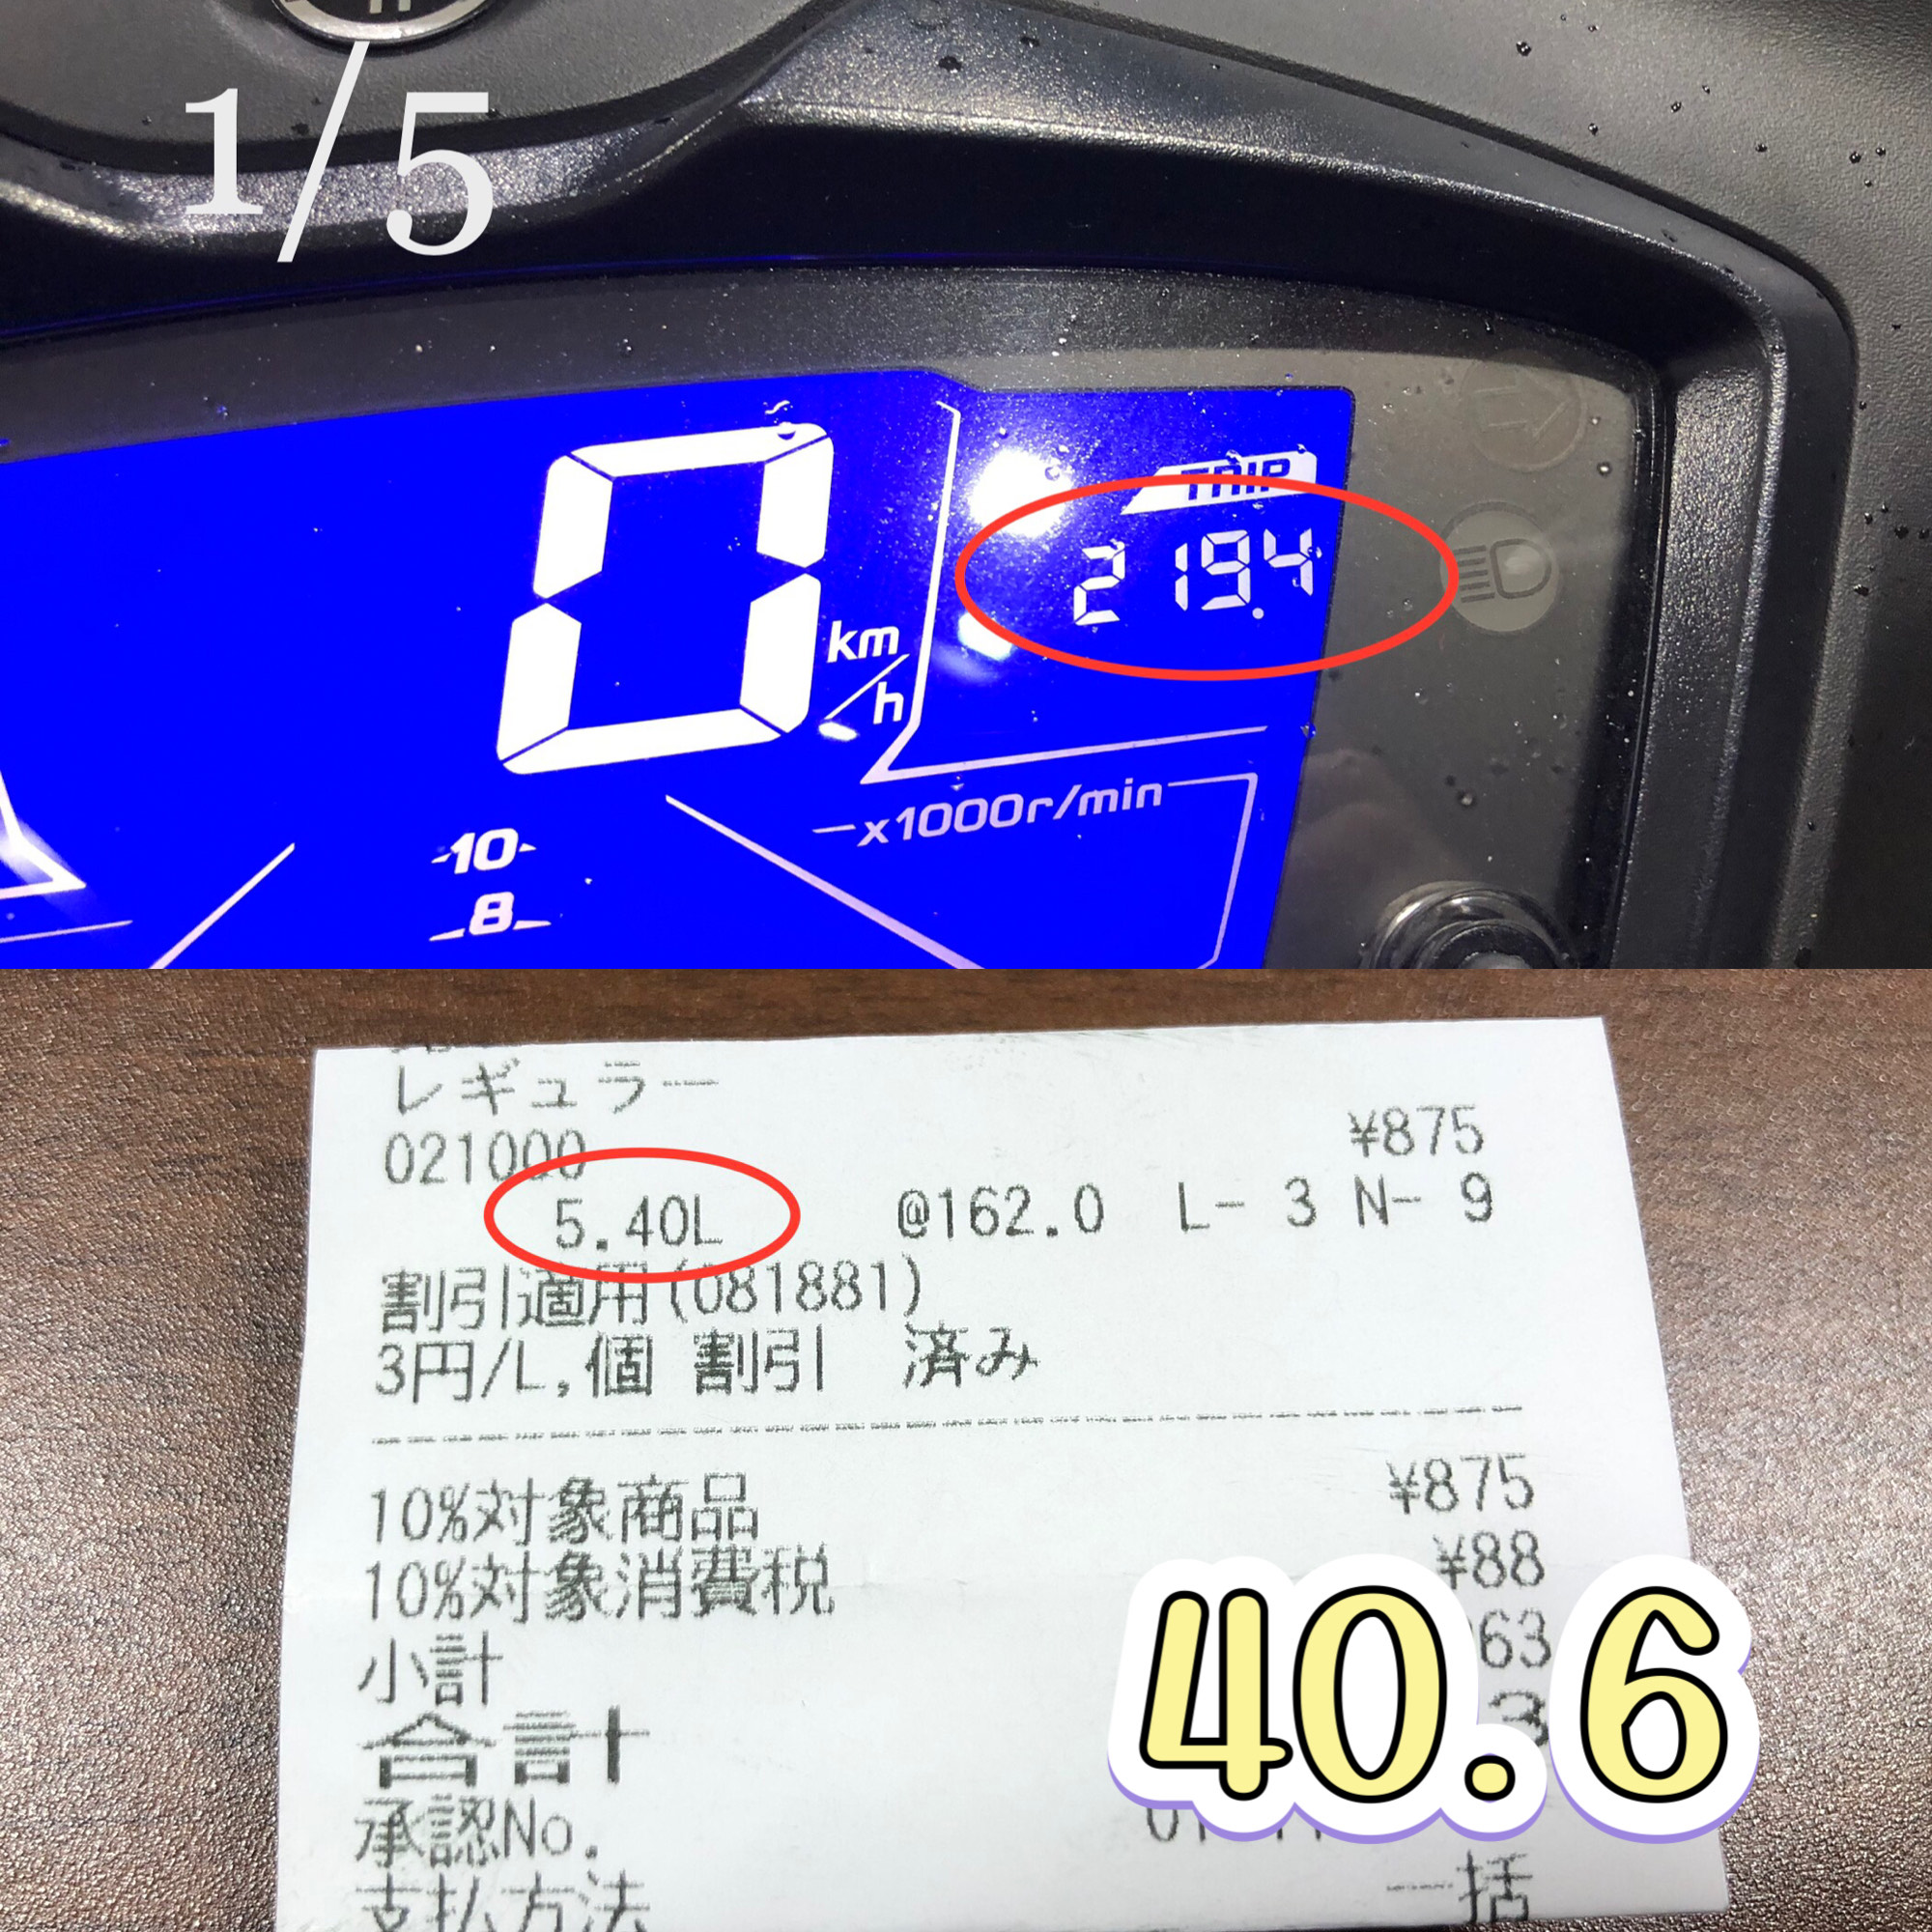 1/5
TRIP
219.4
0 km/h
x1000r/min
10
8
レギュラー
021000 ¥875
5.40L @162.0 L- 3 N- 9
割引適用(081881)
3円/L,個 割引 済み
10%対象商品 ¥875
10%対象消費税 ¥88
小計
合計
40.6
承認No.
支払方法 一括